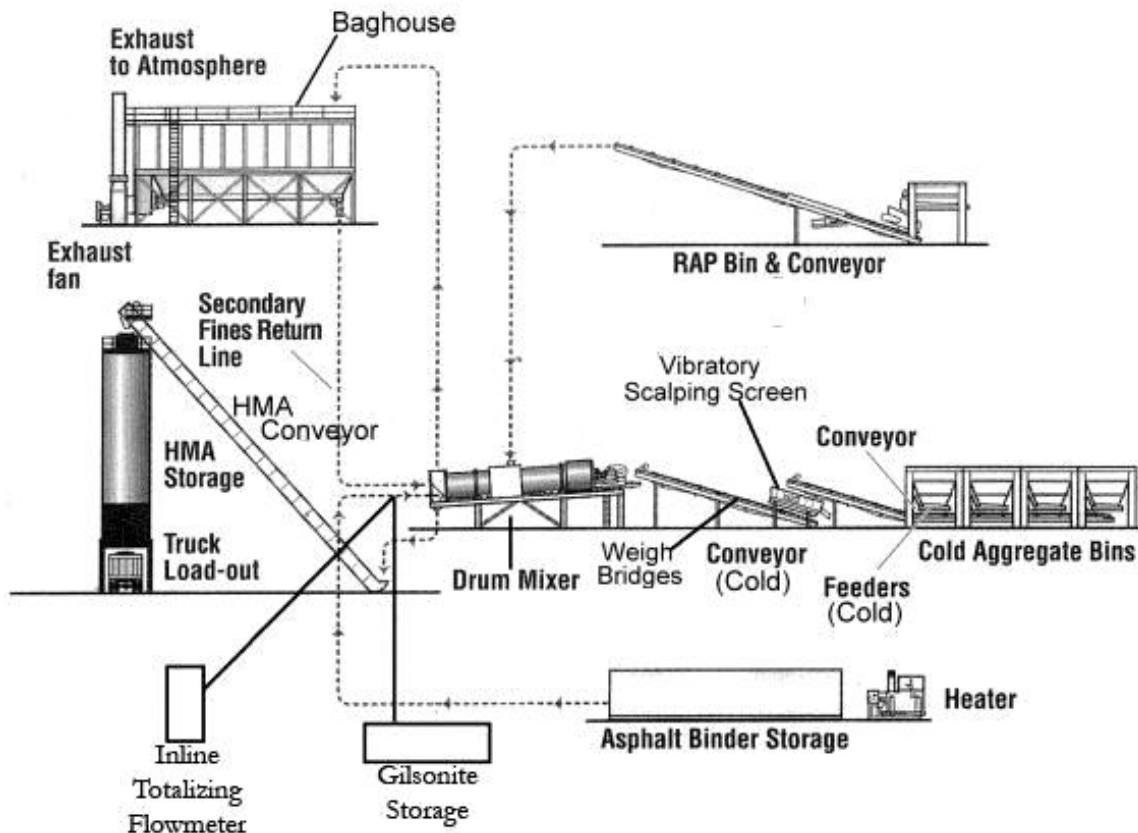 Baghouse
Exhaust
to Atmosphere
Exhaust
fan
RAP Bin & Conveyor
Secondary
Fines Return
Line
HMA
Conveyor
Vibratory
Scalping Screen
Conveyor
HMA
Storage
Truck
Load-out
Drum Mixer
Weigh
Bridges
Conveyor
(Cold)
Cold Aggregate Bins
Feeders
(Cold)
Heater
Asphalt Binder Storage
Inline
Totalizing
Flowmeter
Gilsonite
Storage